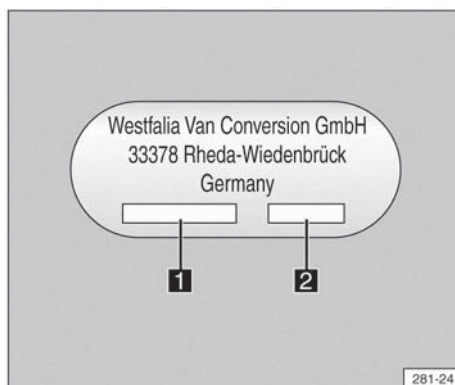 Westfalia Van Conversion GmbH
33378 Rheda-Wiedenbrück
Germany
1 2
281-24